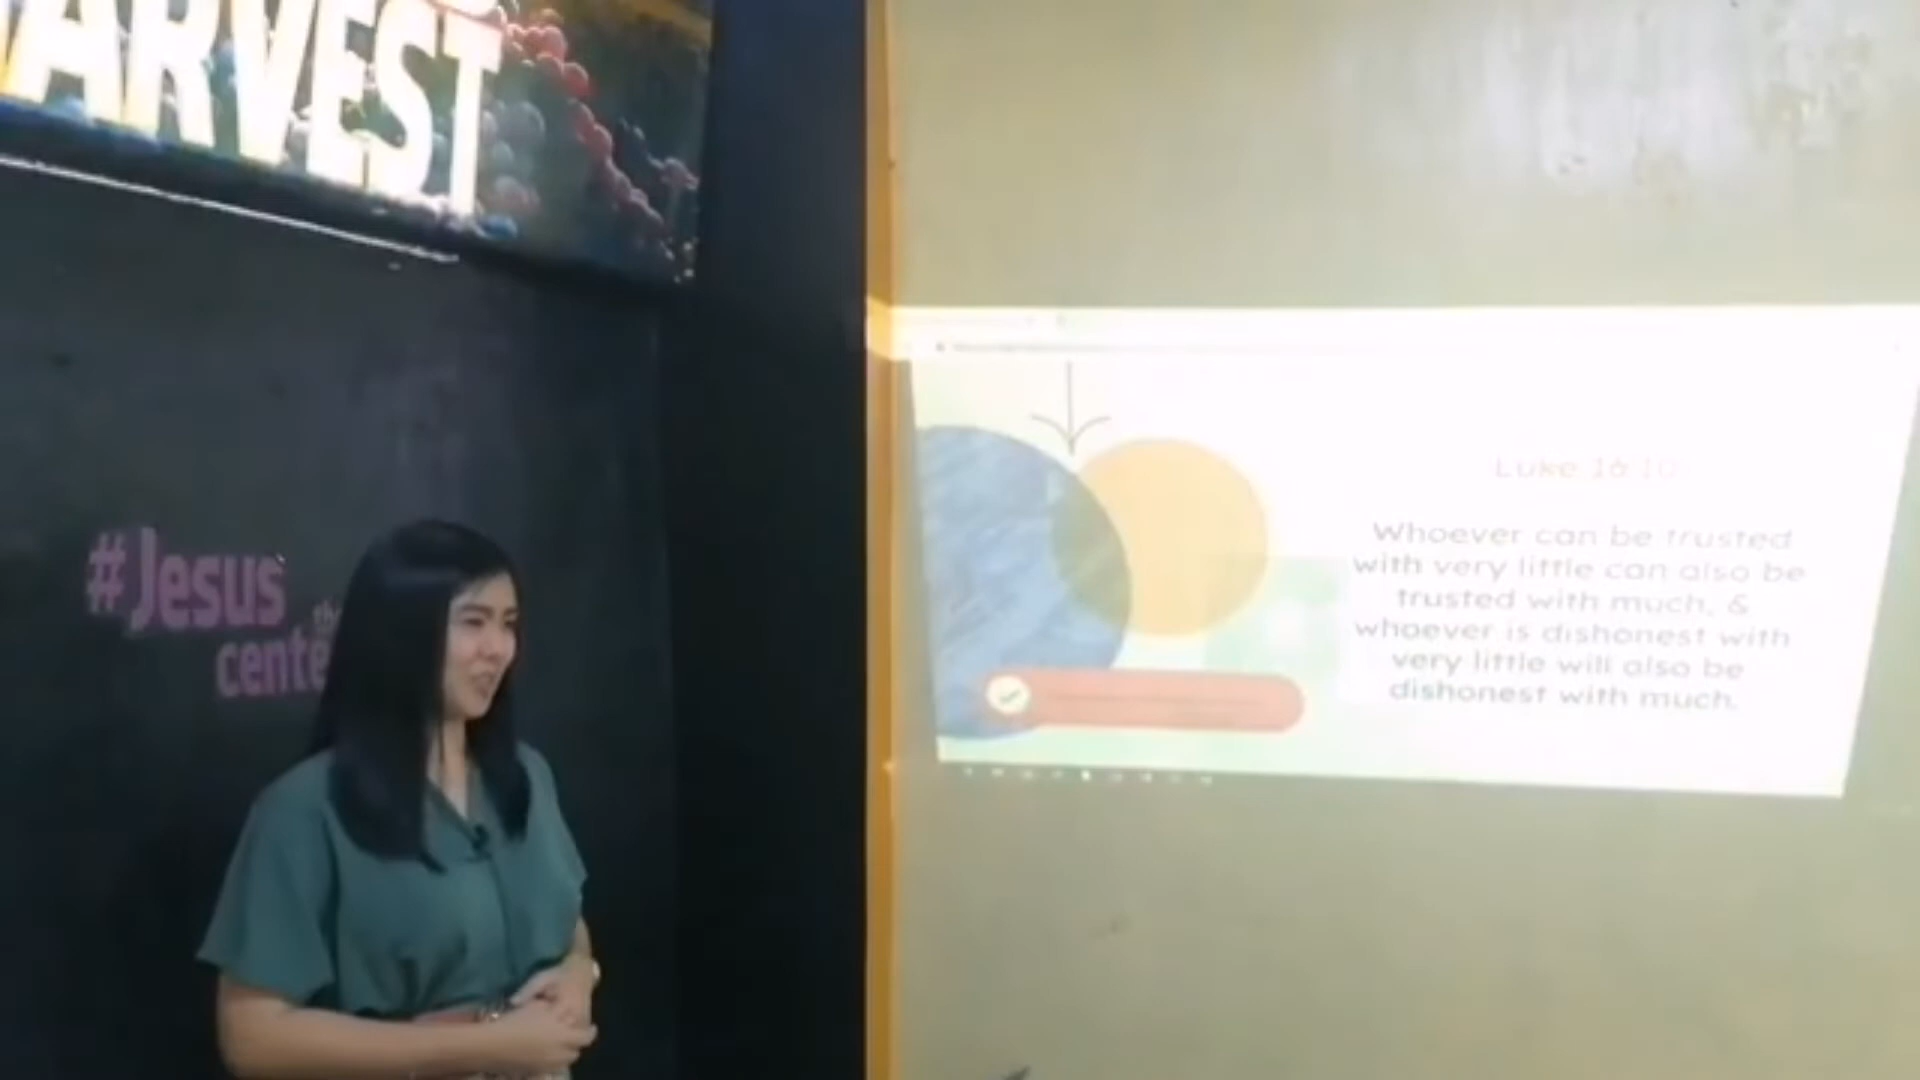 ARVEST
#Jesus
the
cente
Luke 16:10
Whoever can be trusted
with very little can also be
trusted with much, &
whoever is dishonest with
very little will also be
dishonest with much.